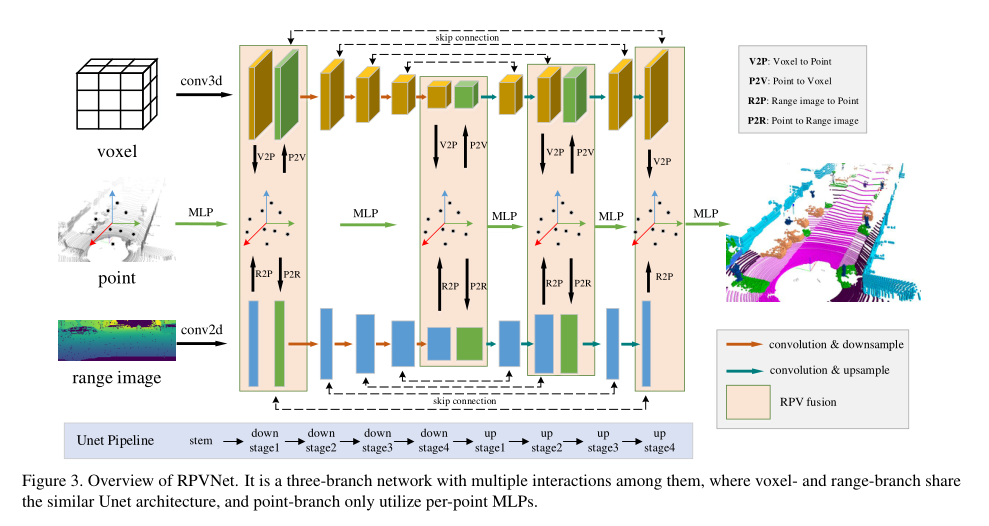 skip connection
V2P: Voxel to Point
P2V: Point to Voxel
R2P: Range image to Point
P2R: Point to Range image
conv3d
voxel
V2P
P2V
V2P
P2V
V2P
P2V
V2P
MLP
MLP
MLP
MLP
MLP
point
R2P
P2R
R2P
P2R
R2P
P2R
R2P
conv2d
range image
convolution & downsample
convolution & upsample
RPV fusion
skip connection
Unet Pipeline
stem
down
stage1
down
stage2
down
stage3
down
stage4
up
stage1
up
stage2
up
stage3
up
stage4
Figure 3. Overview of RPVNet. It is a three-branch network with multiple interactions among them, where voxel- and range-branch share
the similar Unet architecture, and point-branch only utilize per-point MLPs.